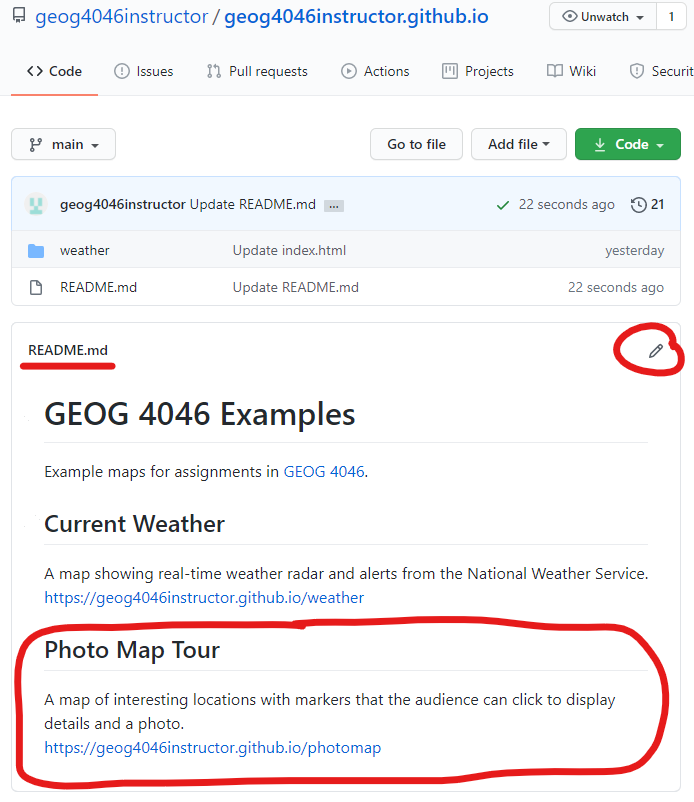 geog4046instructor / geog4046instructor.github.io Unwatch 1
Code Issues Pull requests Actions Projects Wiki Securit
main Go to file Add file Code
geog4046instructor Update README.md ... 22 seconds ago 21
weather Update index.html yesterday
README.md Update README.md 22 seconds ago
README.md
GEOG 4046 Examples
Example maps for assignments in GEOG 4046.
Current Weather
A map showing real-time weather radar and alerts from the National Weather Service.
https://geog4046instructor.github.io/weather
Photo Map Tour
A map of interesting locations with markers that the audience can click to display
details and a photo.
https://geog4046instructor.github.io/photomap